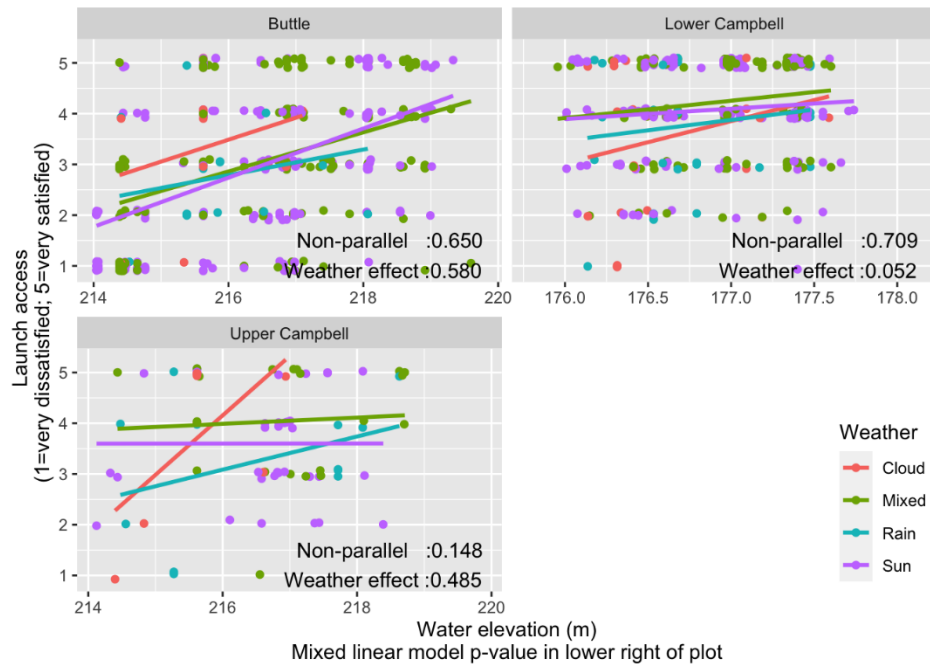 Buttle
Lower Campbell
5
4
3
2
1
Non-parallel :0.650
Weather effect :0.580
Non-parallel :0.709
Weather effect :0.052
214 216 218 220
176.0 176.5 177.0 177.5 178.0
Upper Campbell
5
4
3
2
1
Non-parallel :0.148
Weather effect :0.485
214 216 218 220
Launch access
(1=very dissatisfied; 5=very satisfied)
Water elevation (m)
Mixed linear model p-value in lower right of plot
Weather
Cloud
Mixed
Rain
Sun